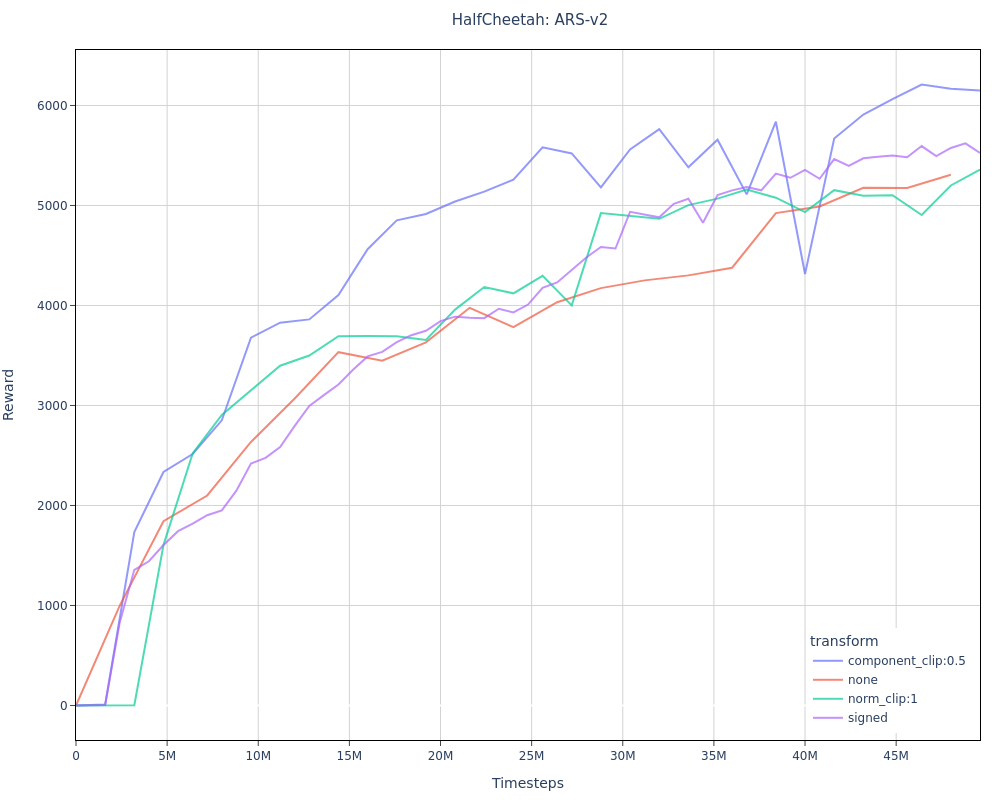 HalfCheetah: ARS-v2
Reward
6000
5000
4000
3000
2000
1000
0
0
5M
10M
15M
20M
25M
30M
35M
40M
45M
Timesteps
transform
component_clip:0.5
none
norm_clip:1
signed